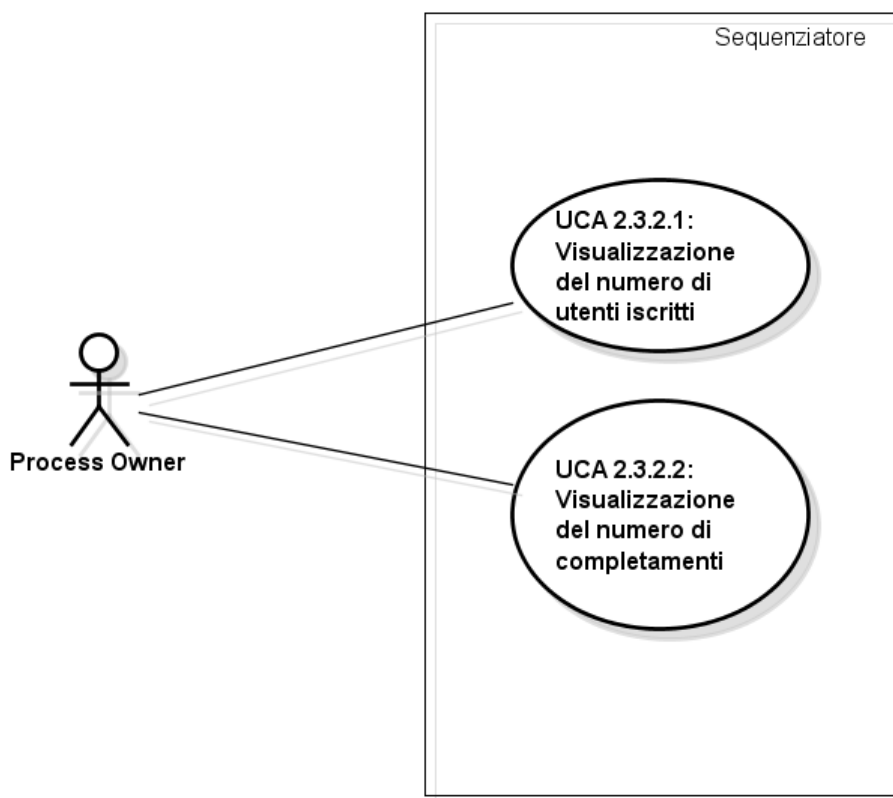 Sequenziatore
UCA 2.3.2.1:
Visualizzazione
del numero di
utenti iscritti
Process Owner
UCA 2.3.2.2:
Visualizzazione
del numero di
completamenti